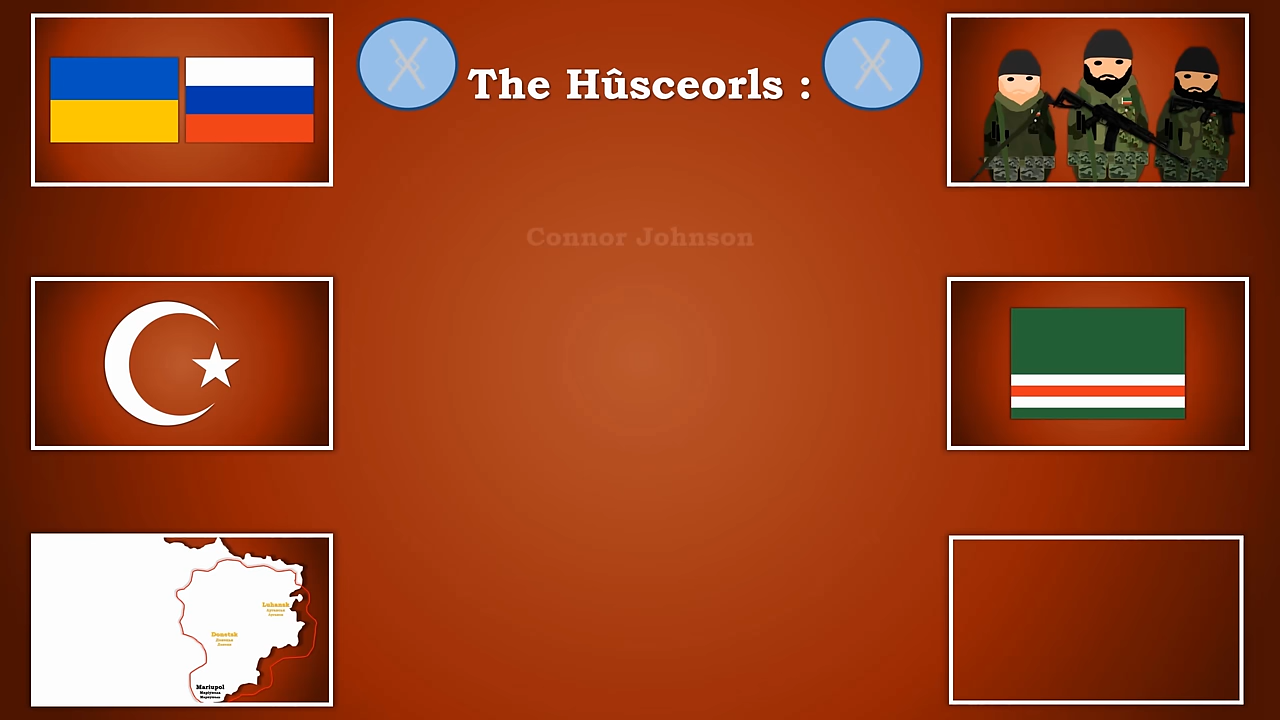 The Hûsceorls :
Connor Johnson
Luhansk
Donetsk
Mariupol